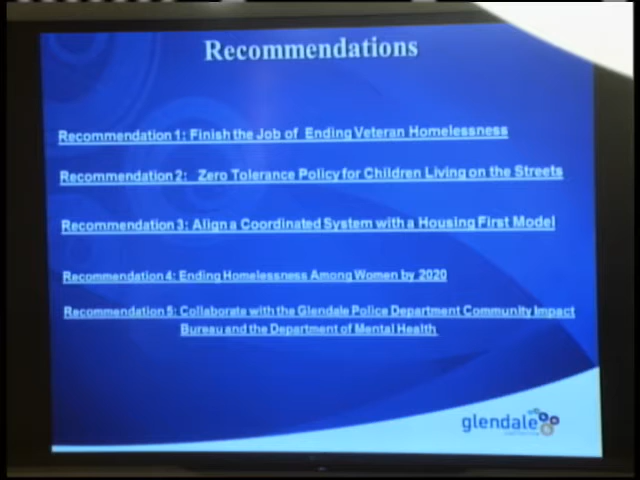 Recommendations
Recommendation 1: Finish the Job of Ending Veteran Homelessness
Recommendation 2: Zero Tolerance Policy for Children Living on the Streets
Recommendation 3: Align a Coordinated System with a Housing First Model
Recommendation 4: Ending Homelessness Among Women by 2020
Recommendation 5: Collaborate with the Glendale Police Department Community Impact
Bureau and the Department of Mental Health
glendale